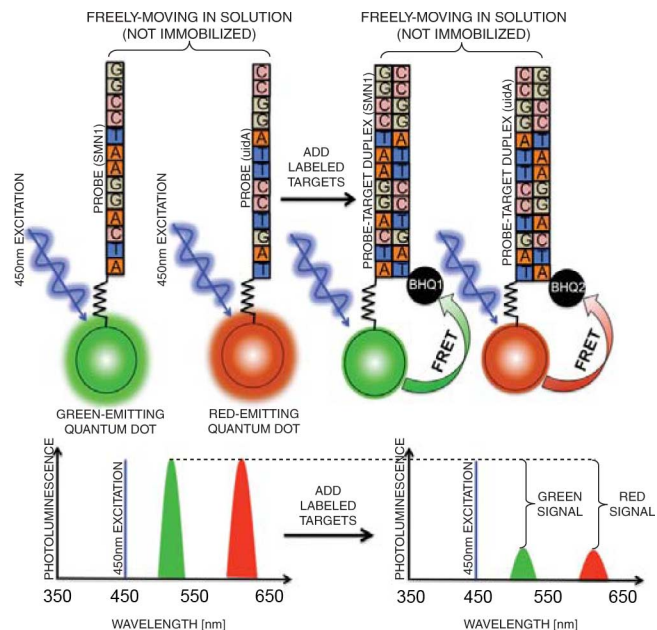 FREELY-MOVING IN SOLUTION
(NOT IMMOBILIZED)
FREELY-MOVING IN SOLUTION
(NOT IMMOBILIZED)
450nm EXCITATION
PROBE (SMN1)
G
G
C
C
T
A
A
G
G
A
C
T
A
450nm EXCITATION
PROBE (uidA)
C
C
G
G
A
T
T
C
C
T
G
A
T
ADD
LABELED
TARGETS
450nm EXCITATION
PROBE-TARGET DUPLEX (SMN1)
G C
G C
C G
C G
T A
A T
A T
G C
G C
A T
C G
T A
A T
BHQ1
FRET
PROBE-TARGET DUPLEX (uidA)
C G
C G
G C
G C
A T
T A
T A
C G
C G
T A
G C
A T
T A
BHQ2
FRET
GREEN-EMITTING
QUANTUM DOT
RED-EMITTING
QUANTUM DOT
PHOTOLUMINESCENCE
450nm EXCITATION
350 450 550 650
WAVELENGTH [nm]
ADD
LABELED
TARGETS
PHOTOLUMINESCENCE
450nm EXCITATION
GREEN
SIGNAL
RED
SIGNAL
350 450 550 650
WAVELENGTH [nm]